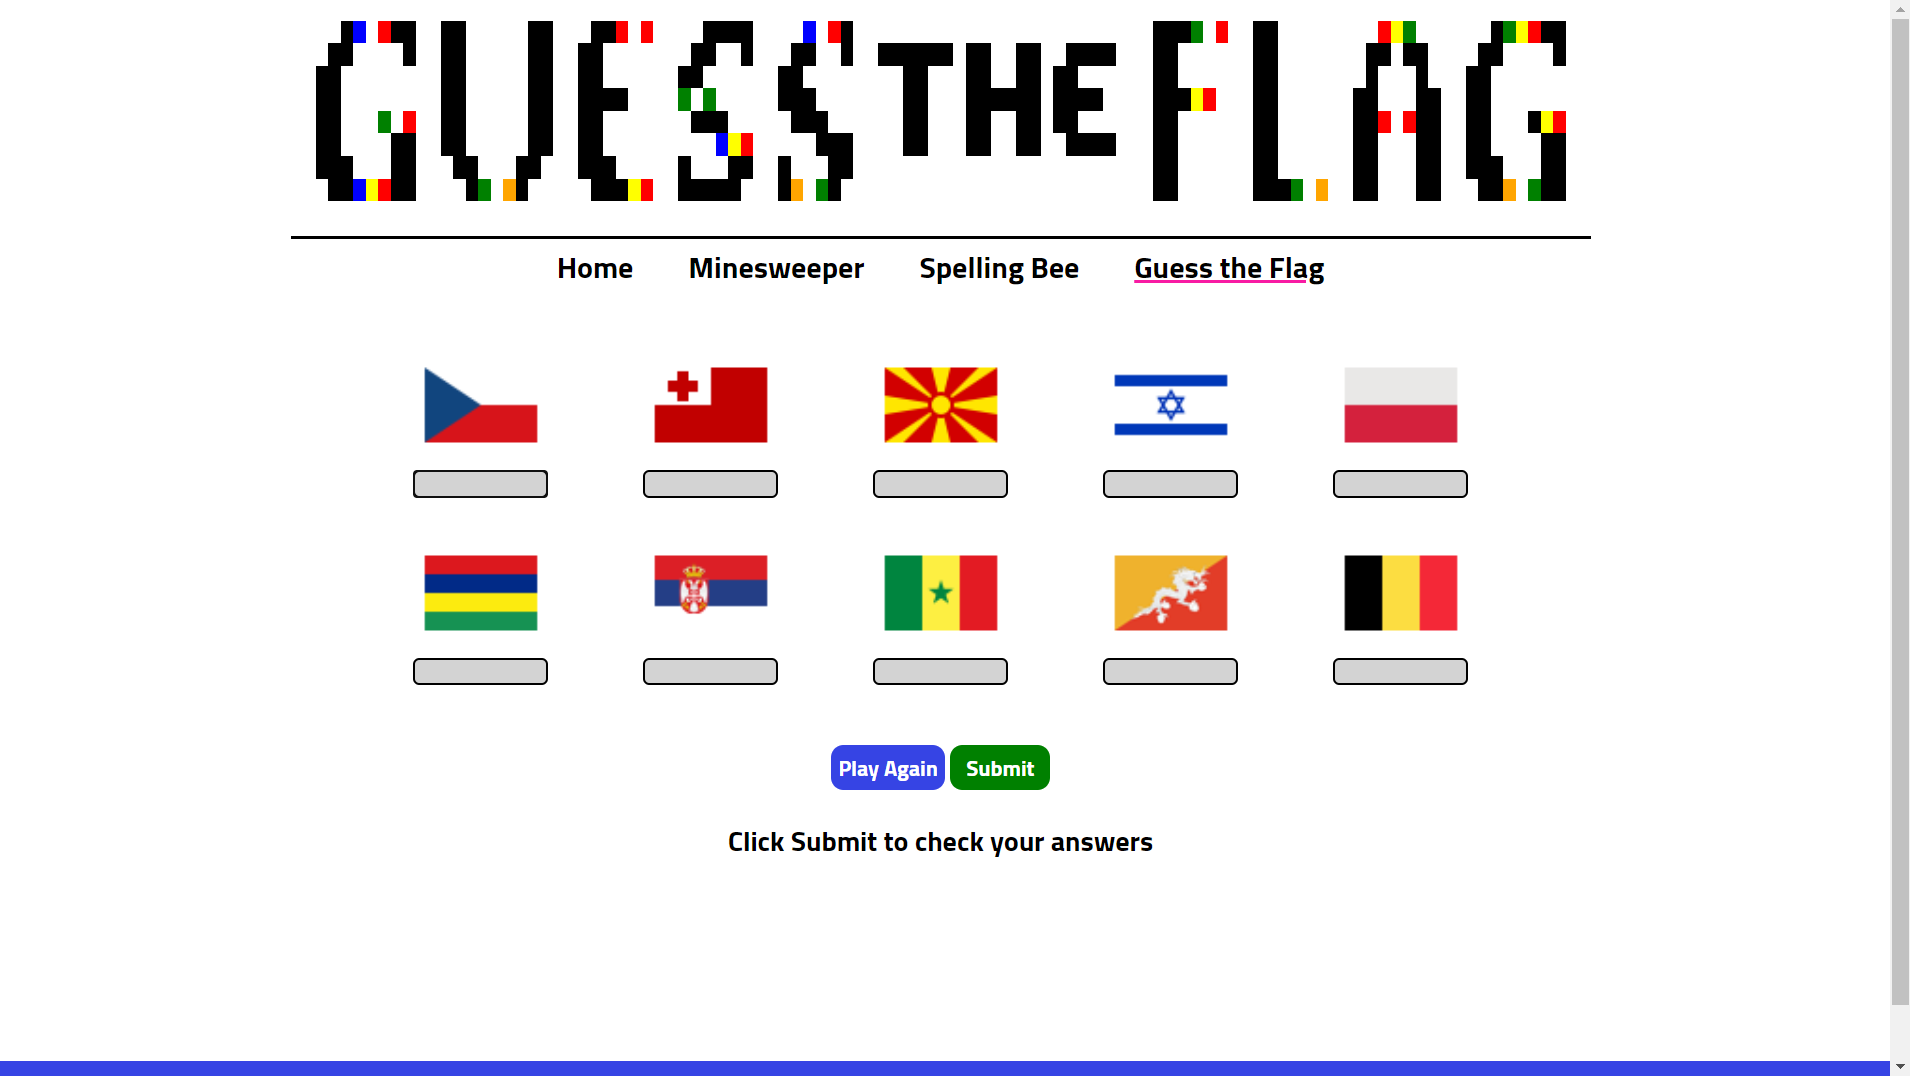 GUESS THE FLAG
Home Minesweeper Spelling Bee Guess the Flag
Play Again Submit
Click Submit to check your answers